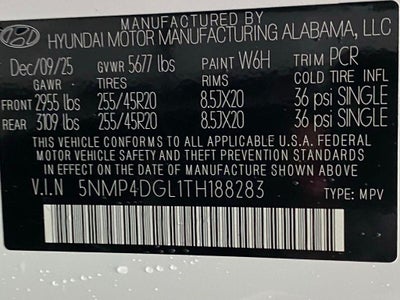 MANUFACTURED BY
HYUNDAI MOTOR MANUFACTURING ALABAMA, LLC
Dec/09/25 GVWR 5677 lbs PAINT W6H TRIM PCR
GAWR TIRES RIMS COLD TIRE INFL.
FRONT 2955 lbs 255/45R20 8.5JX20 36 psi SINGLE
REAR 3109 lbs 255/45R20 8.5JX20 36 psi SINGLE
THIS VEHICLE CONFORMS TO ALL APPLICABLE U.S.A. FEDERAL
MOTOR VEHICLE SAFETY AND THEFT PREVENTION STANDARDS
IN EFFECT ON THE DATE OF MANUFACTURE SHOWN ABOVE.
V.I.N 5NMP4DGL1TH188283 TYPE: MPV